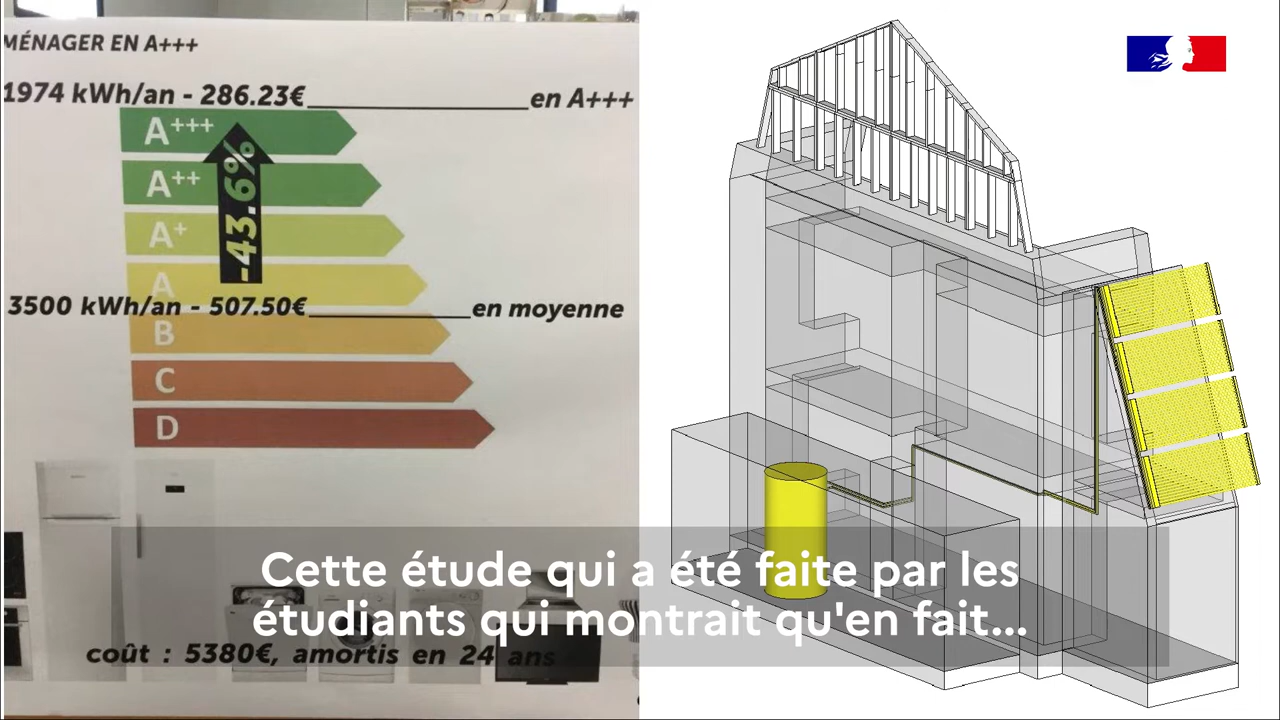 MÉNAGER EN A+++
1974 kWh/an - 286.23€ en A+++
A+++
A++
-43.6%
A+
A
3500 kWh/an - 507.50€ en moyenne
B
C
D
Cette étude qui a été faite par les
étudiants qui montrait qu'en fait...
coût : 5380€, amortis en 24 ans